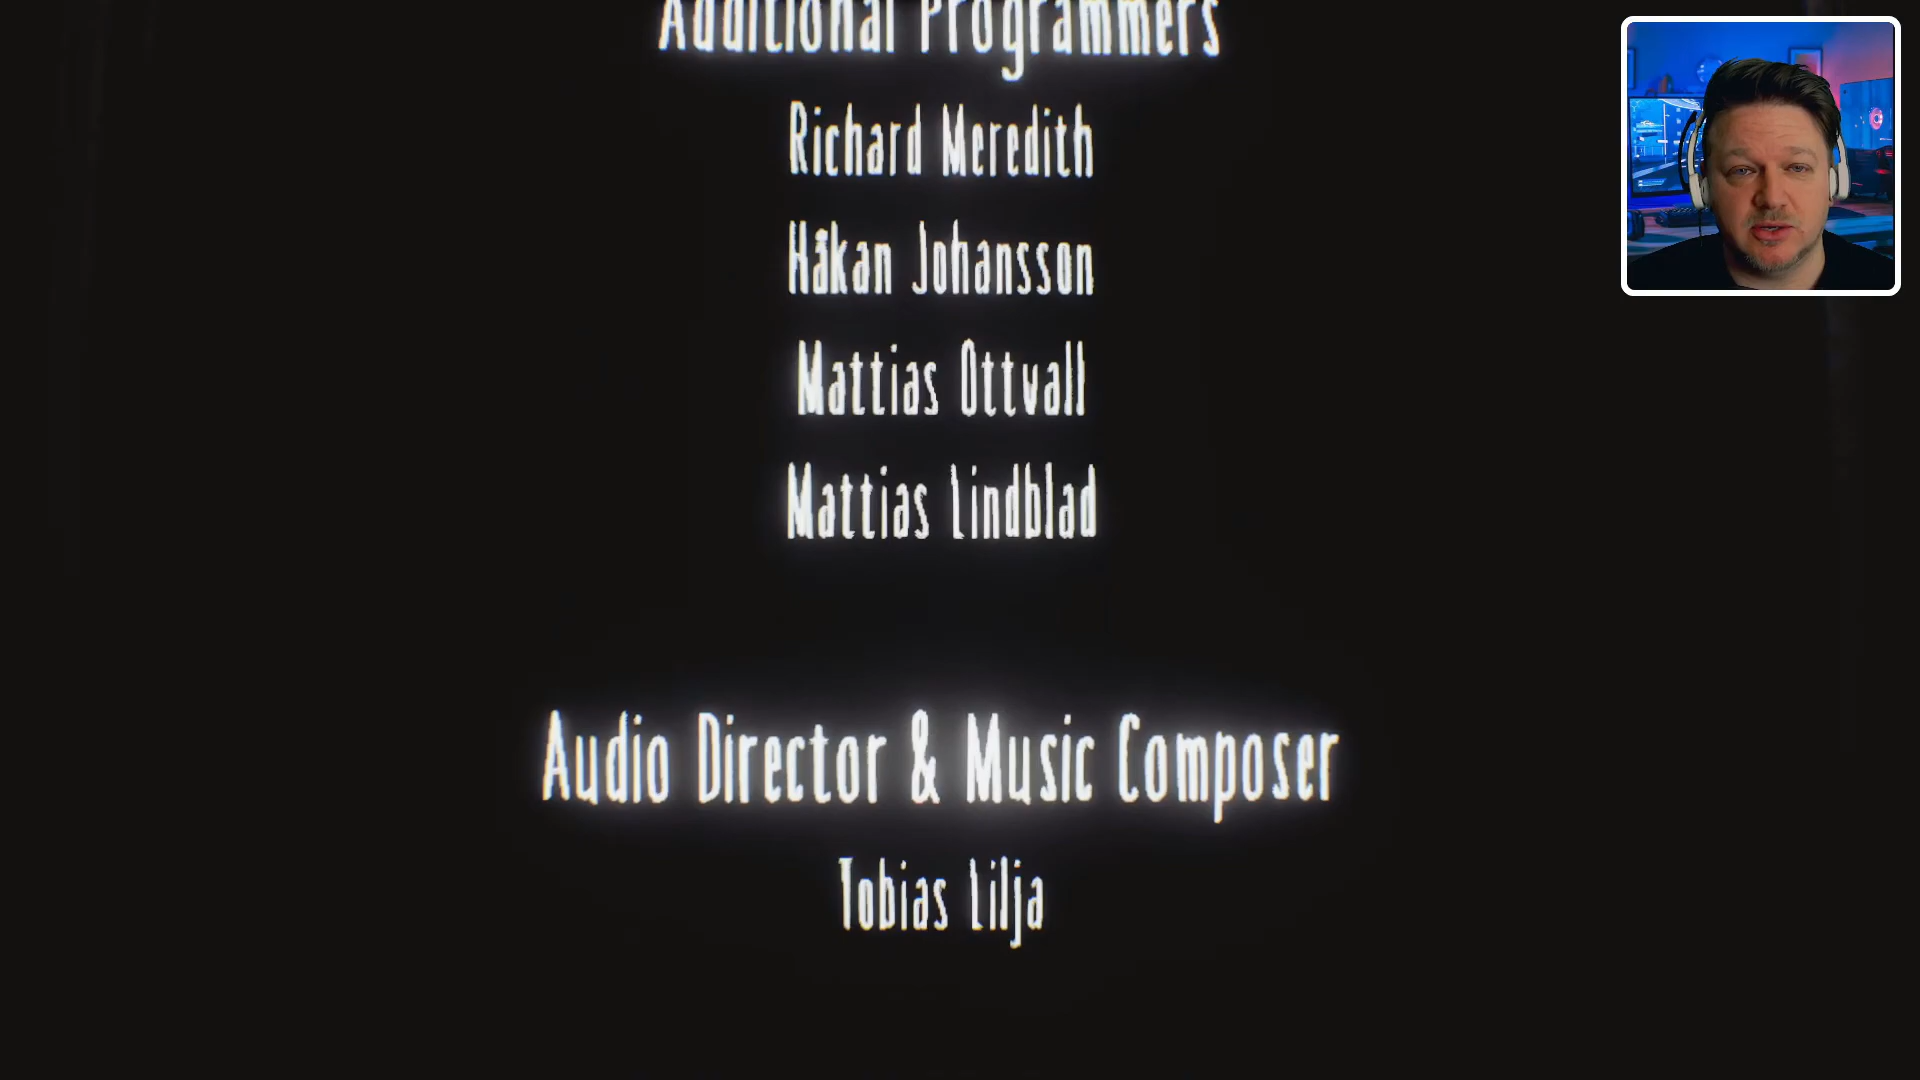 Additional Programmers
Richard Meredith
Håkan Johansson
Mattias Ottvall
Mattias Lindblad
Audio Director & Music Composer
Tobias Lilja